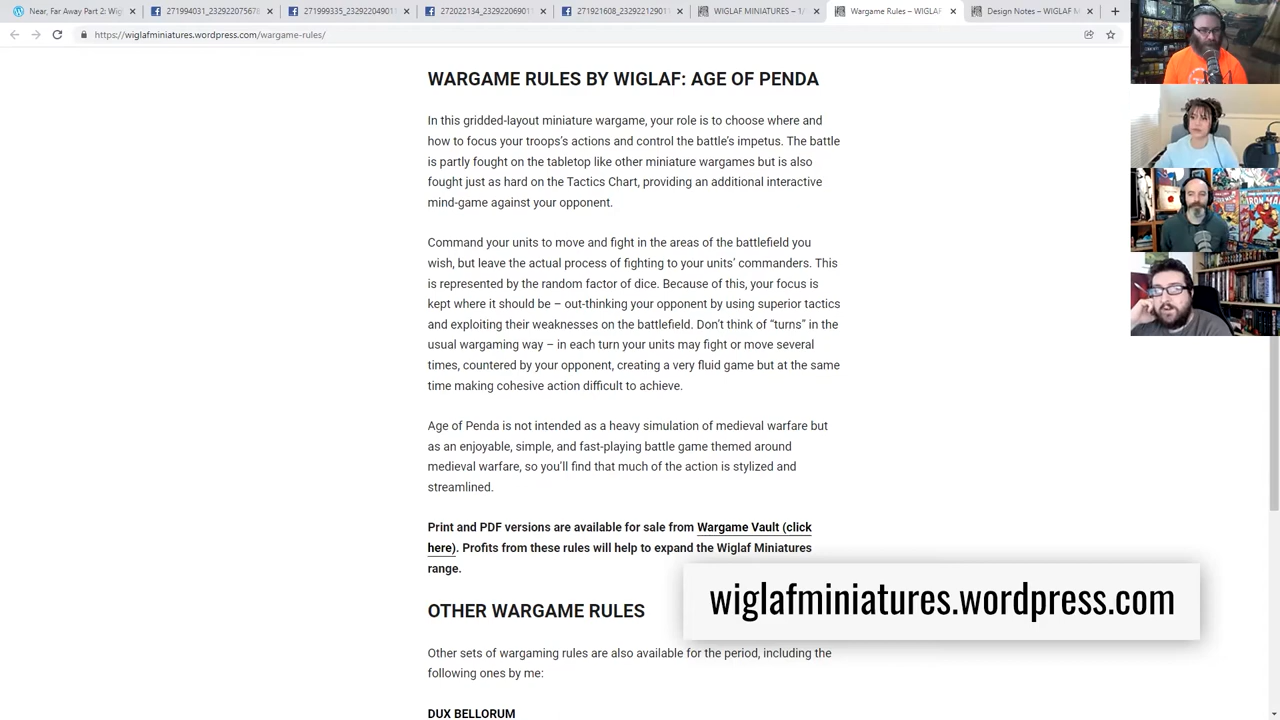 Near, Far Away Part 2: Wigl
271994031_2329220756785
271999335_232922049011
272022134_232922069011
271921608_2329221129011
WIGLAF MINIATURES – 1/
Wargame Rules – WIGLAF
Design Notes – WIGLAF M
https://wiglafminiatures.wordpress.com/wargame-rules/
WARGAME RULES BY WIGLAF: AGE OF PENDA
In this gridded-layout miniature wargame, your role is to choose where and
how to focus your troops's actions and control the battle's impetus. The battle
is partly fought on the tabletop like other miniature wargames but is also
fought just as hard on the Tactics Chart, providing an additional interactive
mind-game against your opponent.
Command your units to move and fight in the areas of the battlefield you
wish, but leave the actual process of fighting to your units' commanders. This
is represented by the random factor of dice. Because of this, your focus is
kept where it should be – out-thinking your opponent by using superior tactics
and exploiting their weaknesses on the battlefield. Don't think of “turns” in the
usual wargaming way – in each turn your units may fight or move several
times, countered by your opponent, creating a very fluid game but at the same
time making cohesive action difficult to achieve.
Age of Penda is not intended as a heavy simulation of medieval warfare but
as an enjoyable, simple, and fast-playing battle game themed around
medieval warfare, so you'll find that much of the action is stylized and
streamlined.
Print and PDF versions are available for sale from Wargame Vault (click
here). Profits from these rules will help to expand the Wiglaf Miniatures
range.
wiglafminiatures.wordpress.com
OTHER WARGAME RULES
Other sets of wargaming rules are also available for the period, including the
following ones by me:
DUX BELLORUM
IRON MAN